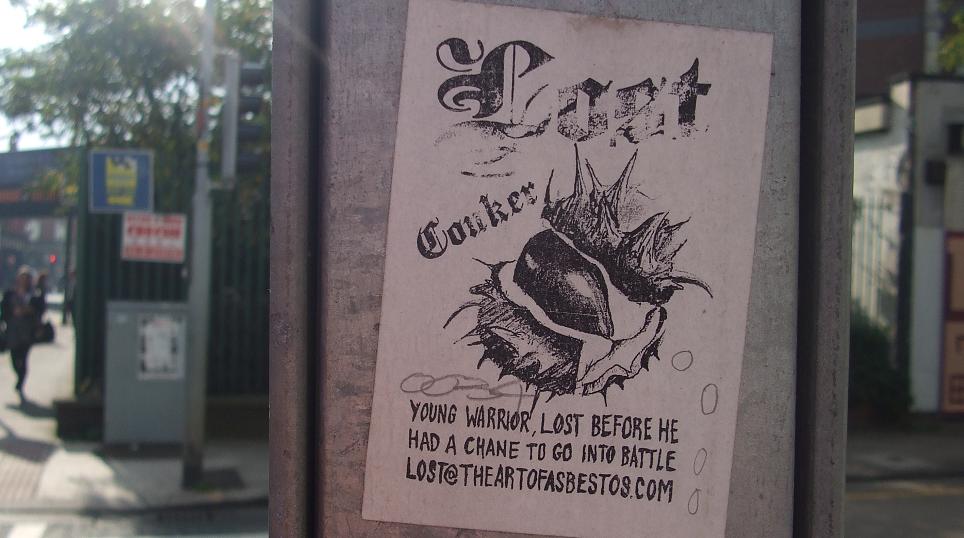 Lost
Conker
YOUNG WARRIOR, LOST BEFORE HE
HAD A CHANE TO GO INTO BATTLE
LOST@THEARTOFASBESTOS.COM